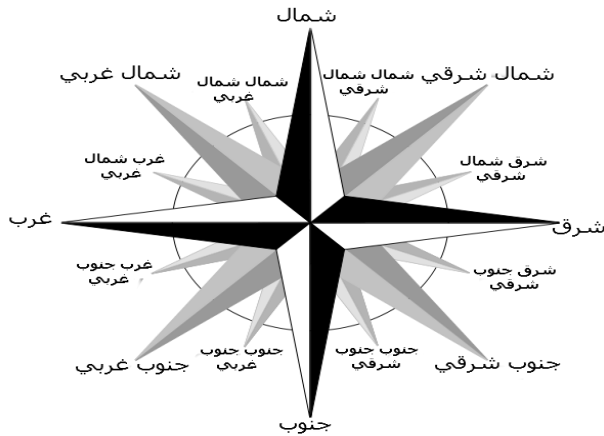 شمال
شمال شرقي
شمال شمال
شرقي
شمال شمال
غربي
شمال غربي
شرق شمال
شرقي
غرب شمال
غربي
شرق
غرب
شرق جنوب
شرقي
غرب جنوب
غربي
جنوب جنوب
شرقي
جنوب جنوب
غربي
جنوب شرقي
جنوب غربي
جنوب